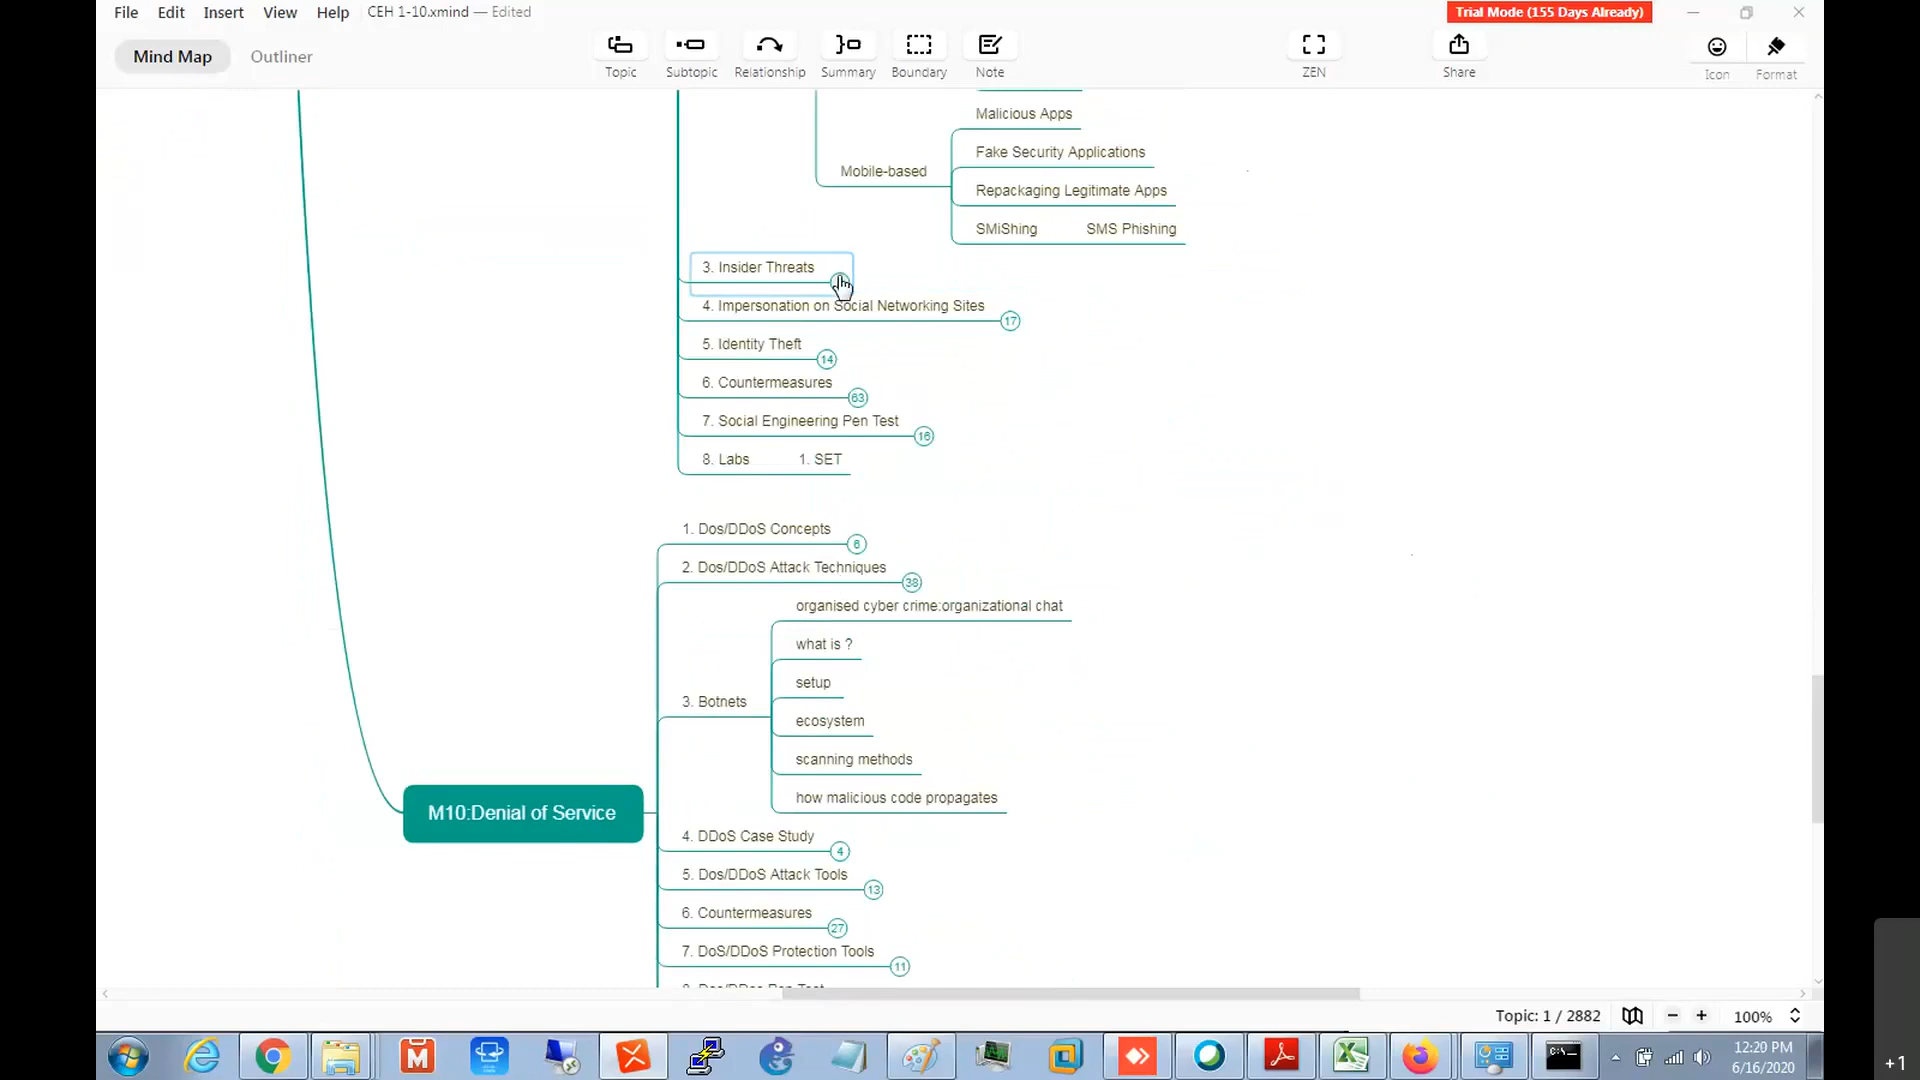 File Edit Insert View Help CEH 1-10.xmind — Edited Trial Mode (155 Days Already)
Mind Map Outliner
Topic Subtopic Relationship Summary Boundary Note ZEN Share Icon Format
Malicious Apps
Mobile-based
Fake Security Applications
Repackaging Legitimate Apps
SMiShing SMS Phishing
3. Insider Threats
4. Impersonation on Social Networking Sites 17
5. Identity Theft 14
6. Countermeasures 63
7. Social Engineering Pen Test 16
8. Labs 1. SET
M10:Denial of Service
1. Dos/DDoS Concepts 6
2. Dos/DDoS Attack Techniques 38
3. Botnets
organised cyber crime:organizational chat
what is ?
setup
ecosystem
scanning methods
how malicious code propagates
4. DDoS Case Study 4
5. Dos/DDoS Attack Tools 13
6. Countermeasures 27
7. DoS/DDoS Protection Tools 11
Topic: 1 / 2882 100%
12:20 PM
6/16/2020
+1